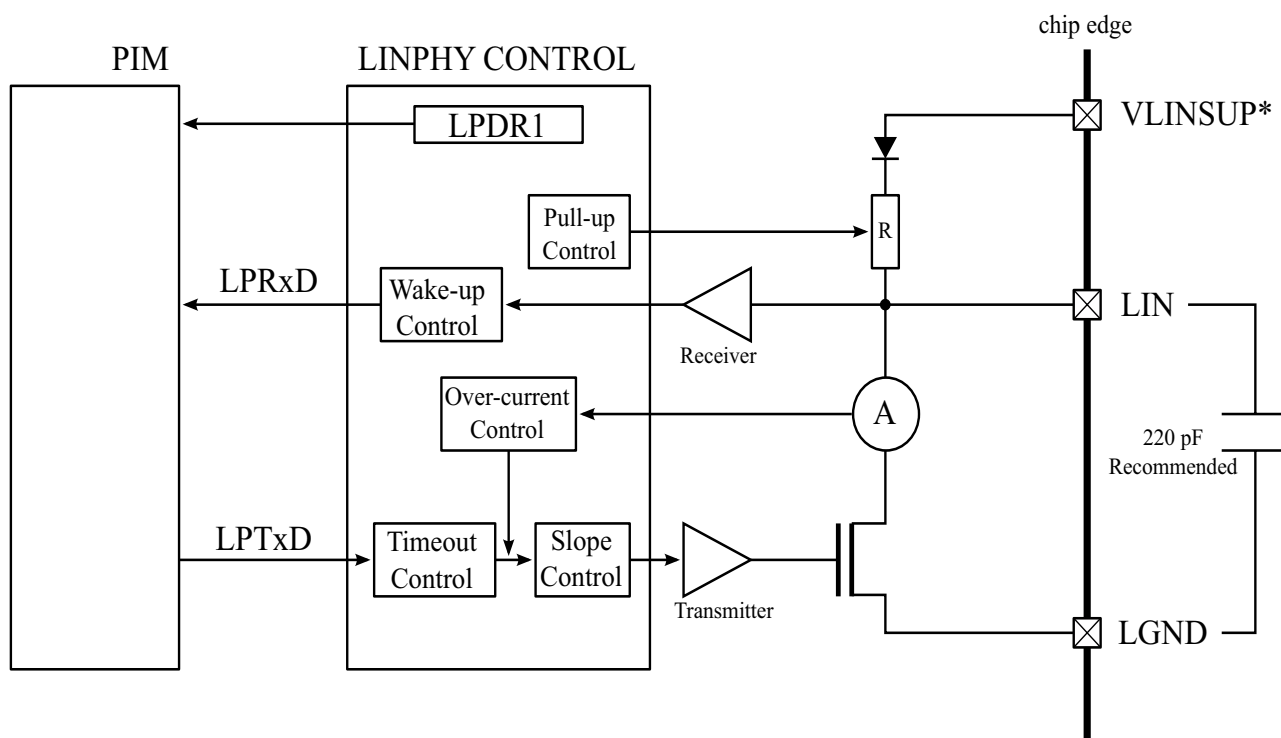 chip edge
PIM
LINPHY CONTROL
VLINSUP*
LPDR1
Pull-up
Control
R
LPRxD
Wake-up
Control
Receiver
LIN
Over-current
Control
A
220 pF
Recommended
LPTxD
Timeout
Control
Slope
Control
Transmitter
LGND